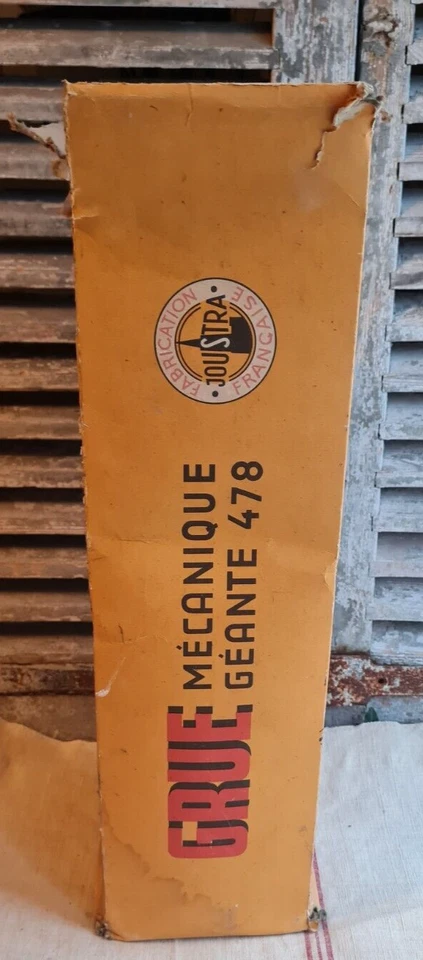 GRUE
MÉCANIQUE
GÉANTE 478
FABRICATION
• JOUSTRA •
FRANÇAISE